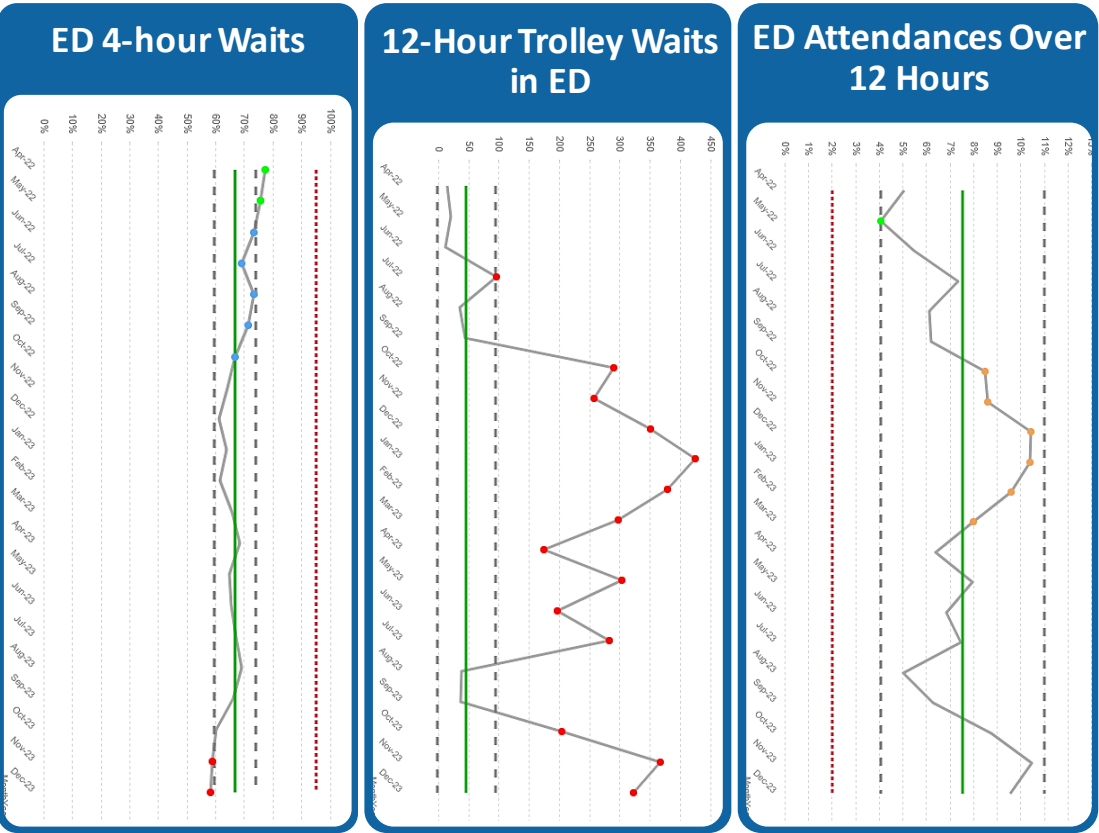 ED 4-hour Waits
0%
10%
20%
30%
40%
50%
60%
70%
80%
90%
100%
Apr-22
May-22
Jun-22
Jul-22
Aug-22
Sep-22
Oct-22
Nov-22
Dec-22
Jan-23
Feb-23
Mar-23
Apr-23
May-23
Jun-23
Jul-23
Aug-23
Sep-23
Oct-23
Nov-23
Dec-23
12-Hour Trolley Waits
in ED
0
50
100
150
200
250
300
350
400
450
Apr-22
May-22
Jun-22
Jul-22
Aug-22
Sep-22
Oct-22
Nov-22
Dec-22
Jan-23
Feb-23
Mar-23
Apr-23
May-23
Jun-23
Jul-23
Aug-23
Sep-23
Oct-23
Nov-23
Dec-23
ED Attendances Over
12 Hours
0%
1%
2%
3%
4%
5%
6%
7%
8%
9%
10%
11%
12%
13%
Apr-22
May-22
Jun-22
Jul-22
Aug-22
Sep-22
Oct-22
Nov-22
Dec-22
Jan-23
Feb-23
Mar-23
Apr-23
May-23
Jun-23
Jul-23
Aug-23
Sep-23
Oct-23
Nov-23
Dec-23